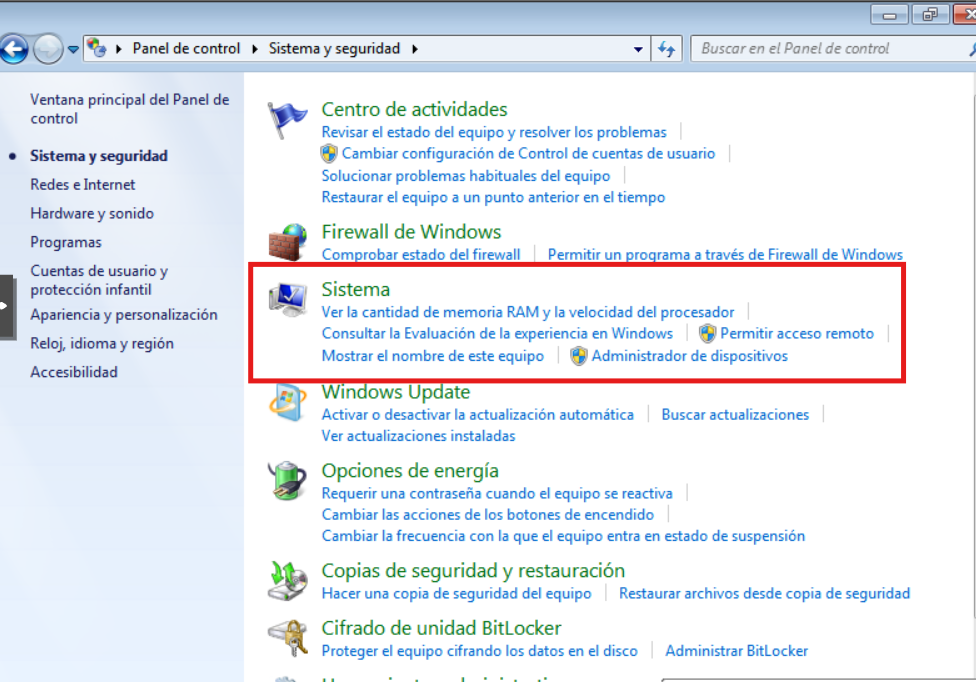 Panel de control Sistema y seguridad
Buscar en el Panel de control
Ventana principal del Panel de
control
Sistema y seguridad
Redes e Internet
Hardware y sonido
Programas
Cuentas de usuario y
protección infantil
Apariencia y personalización
Reloj, idioma y región
Accesibilidad
Centro de actividades
Revisar el estado del equipo y resolver los problemas
Cambiar configuración de Control de cuentas de usuario
Solucionar problemas habituales del equipo
Restaurar el equipo a un punto anterior en el tiempo
Firewall de Windows
Comprobar estado del firewall Permitir un programa a través de Firewall de Windows
Sistema
Ver la cantidad de memoria RAM y la velocidad del procesador
Consultar la Evaluación de la experiencia en Windows Permitir acceso remoto
Mostrar el nombre de este equipo Administrador de dispositivos
Windows Update
Activar o desactivar la actualización automática Buscar actualizaciones
Ver actualizaciones instaladas
Opciones de energía
Requerir una contraseña cuando el equipo se reactiva
Cambiar las acciones de los botones de encendido
Cambiar la frecuencia con la que el equipo entra en estado de suspensión
Copias de seguridad y restauración
Hacer una copia de seguridad del equipo Restaurar archivos desde copia de seguridad
Cifrado de unidad BitLocker
Proteger el equipo cifrando los datos en el disco Administrar BitLocker